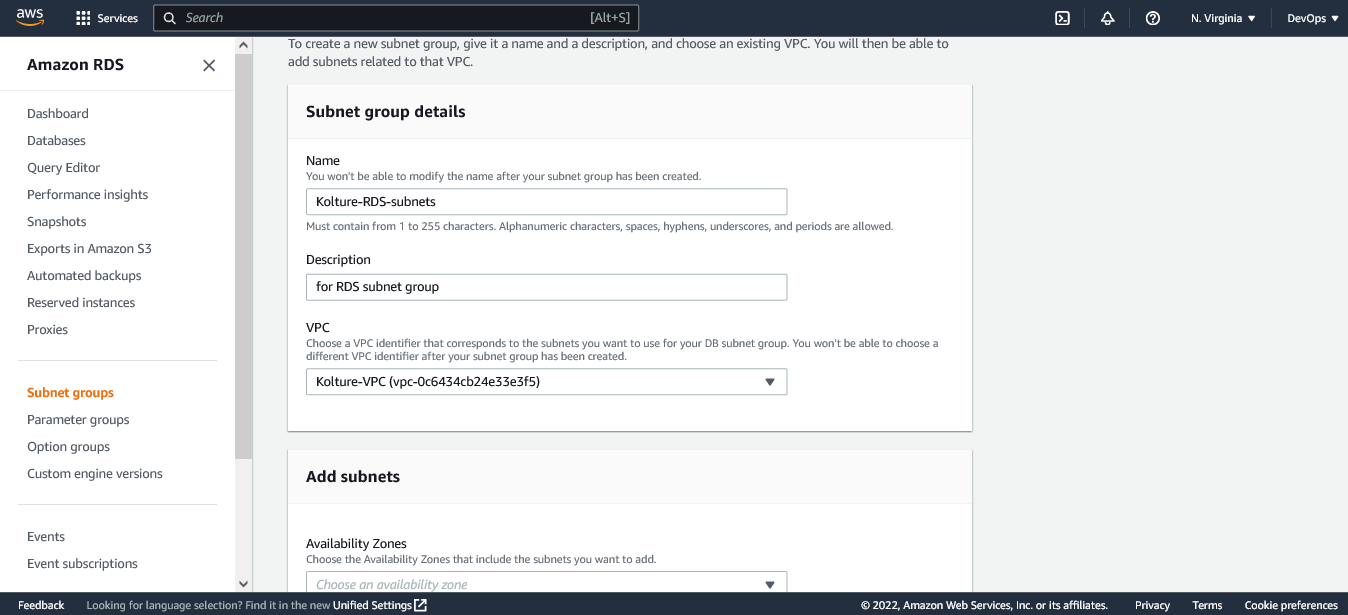 aws
Services
Search
[Alt+S]
N. Virginia
DevOps
Amazon RDS
Dashboard
Databases
Query Editor
Performance insights
Snapshots
Exports in Amazon S3
Automated backups
Reserved instances
Proxies
Subnet groups
Parameter groups
Option groups
Custom engine versions
Events
Event subscriptions
To create a new subnet group, give it a name and a description, and choose an existing VPC. You will then be able to
add subnets related to that VPC.
Subnet group details
Name
You won't be able to modify the name after your subnet group has been created.
Kolture-RDS-subnets
Must contain from 1 to 255 characters. Alphanumeric characters, spaces, hyphens, underscores, and periods are allowed.
Description
for RDS subnet group
VPC
Choose a VPC identifier that corresponds to the subnets you want to use for your DB subnet group. You won't be able to choose a
different VPC identifier after your subnet group has been created.
Kolture-VPC (vpc-0c6434cb24e33e3f5)
Add subnets
Availability Zones
Choose the Availability Zones that include the subnets you want to add.
Choose an availability zone
Feedback
Looking for language selection? Find it in the new Unified Settings
© 2022, Amazon Web Services, Inc. or its affiliates.
Privacy
Terms
Cookie preferences